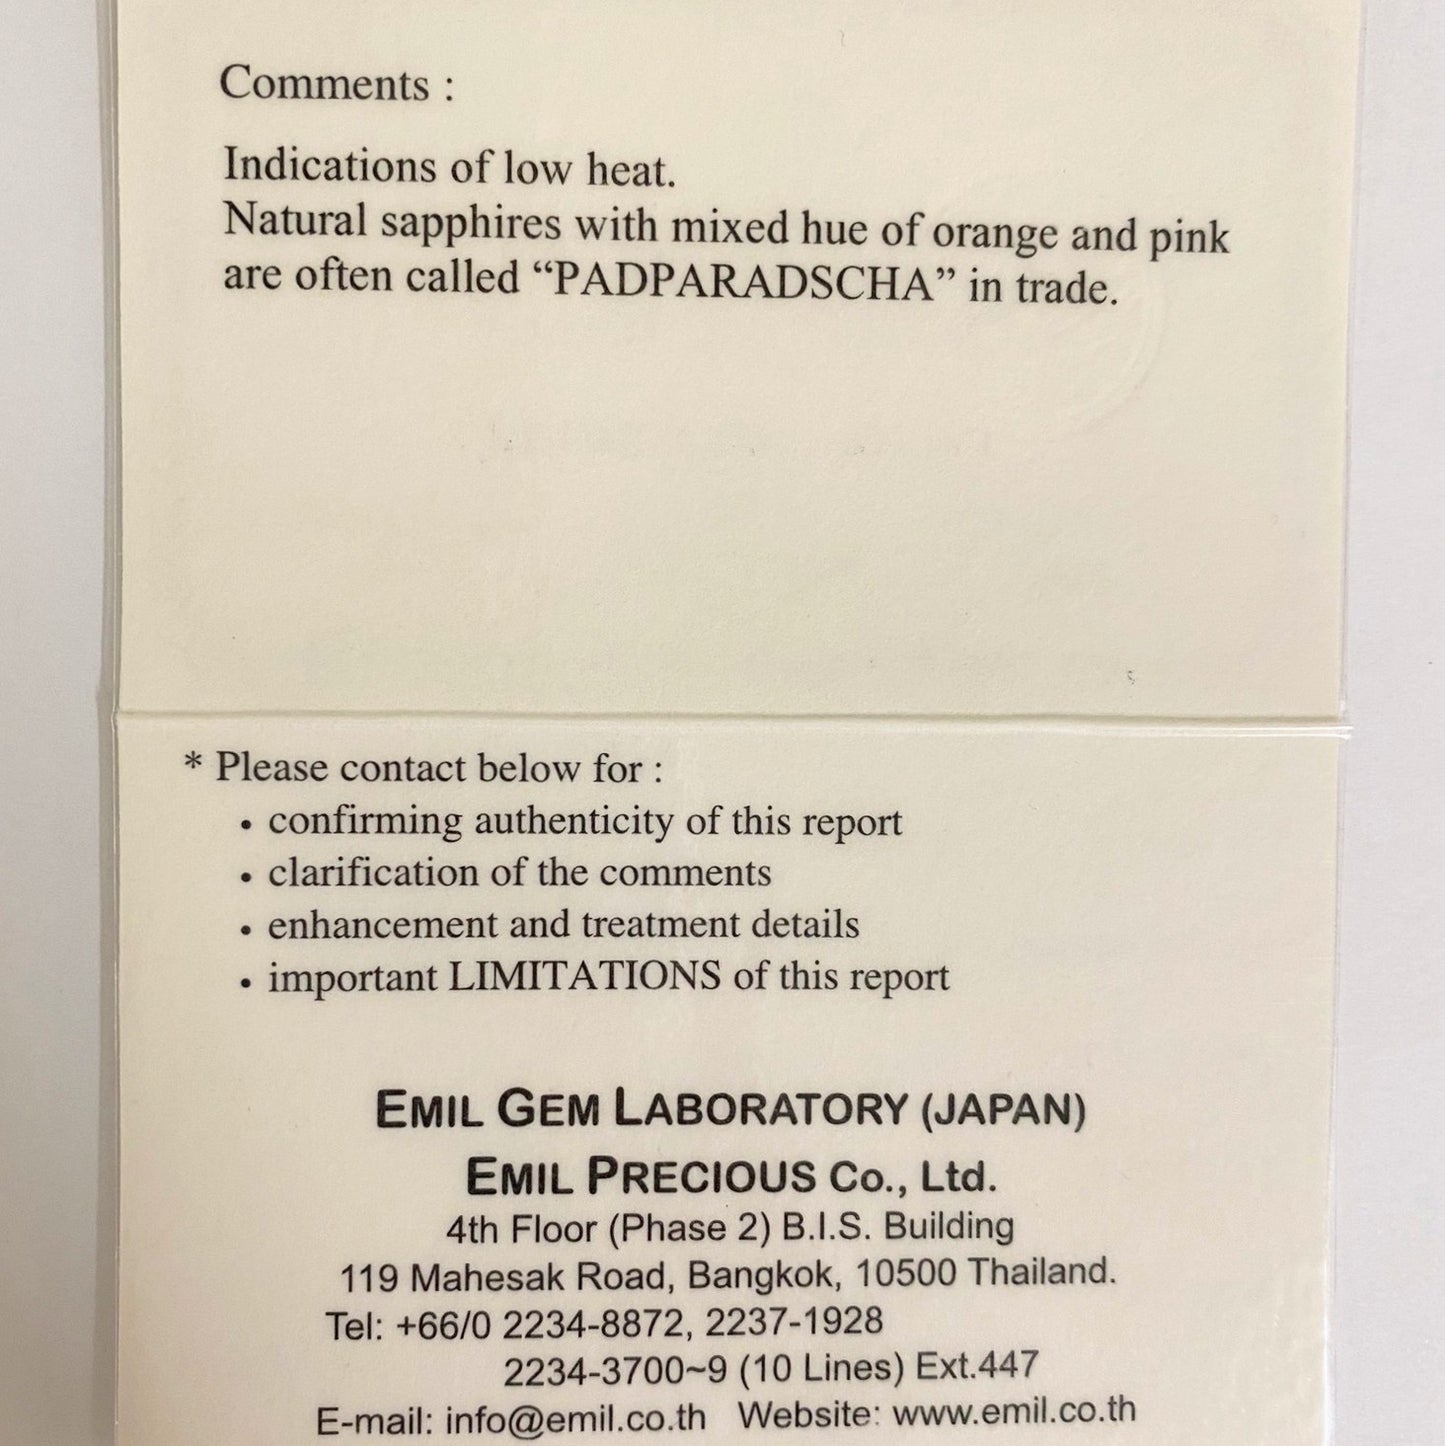 Comments :
Indications of low heat.
Natural sapphires with mixed hue of orange and pink
are often called “PADPARADSCHA” in trade.
* Please contact below for :
• confirming authenticity of this report
• clarification of the comments
• enhancement and treatment details
• important LIMITATIONS of this report
EMIL GEM LABORATORY (JAPAN)
EMIL PRECIOUS Co., Ltd.
4th Floor (Phase 2) B.I.S. Building
119 Mahesak Road, Bangkok, 10500 Thailand.
Tel: +66/0 2234-8872, 2237-1928
2234-3700~9 (10 Lines) Ext.447
E-mail: info@emil.co.th Website: www.emil.co.th